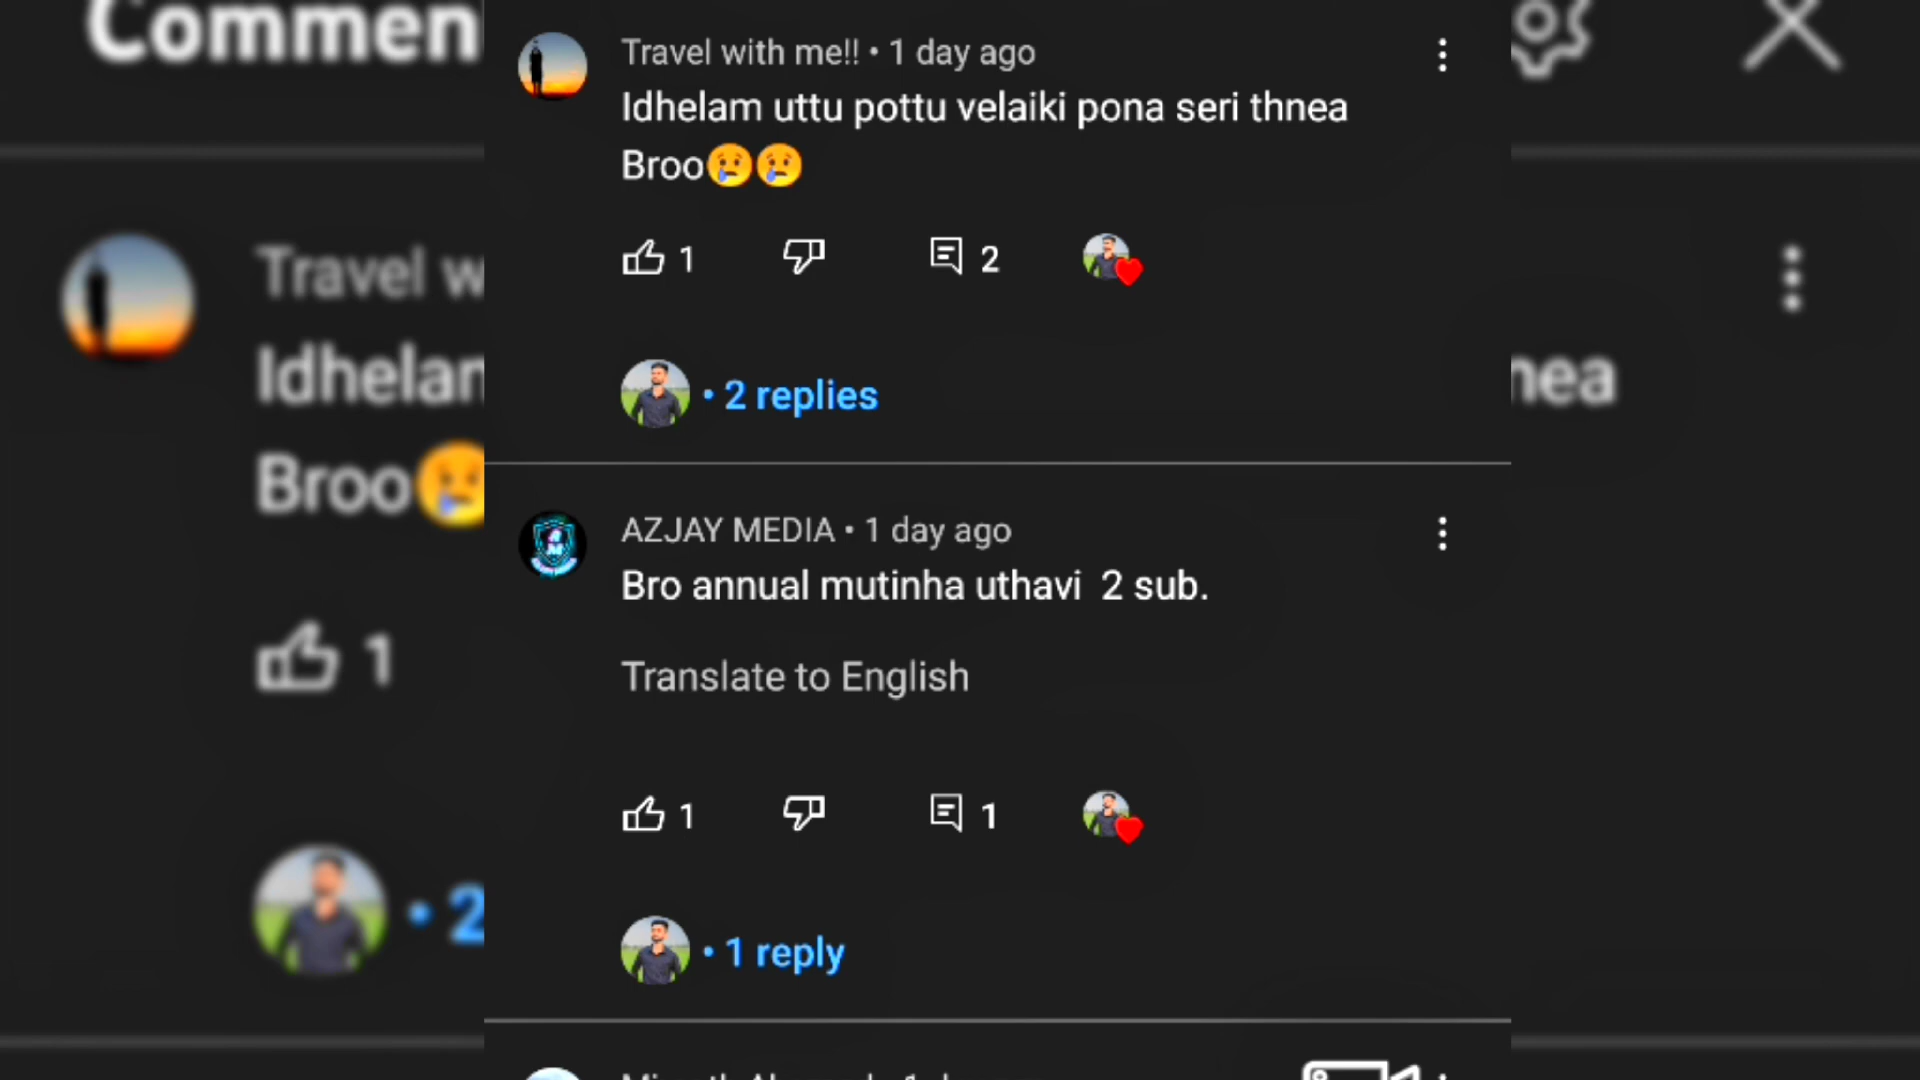 Commen
Travel with me!! • 1 day ago
Idhelam uttu pottu velaiki pona seri thnea
Broo😢😢
1 2
• 2 replies
AZJAY MEDIA • 1 day ago
Bro annual mutinha uthavi 2 sub.
Translate to English
1 1
• 1 reply
Travel w
Idhelam
nea
Broo😢
1
• 2